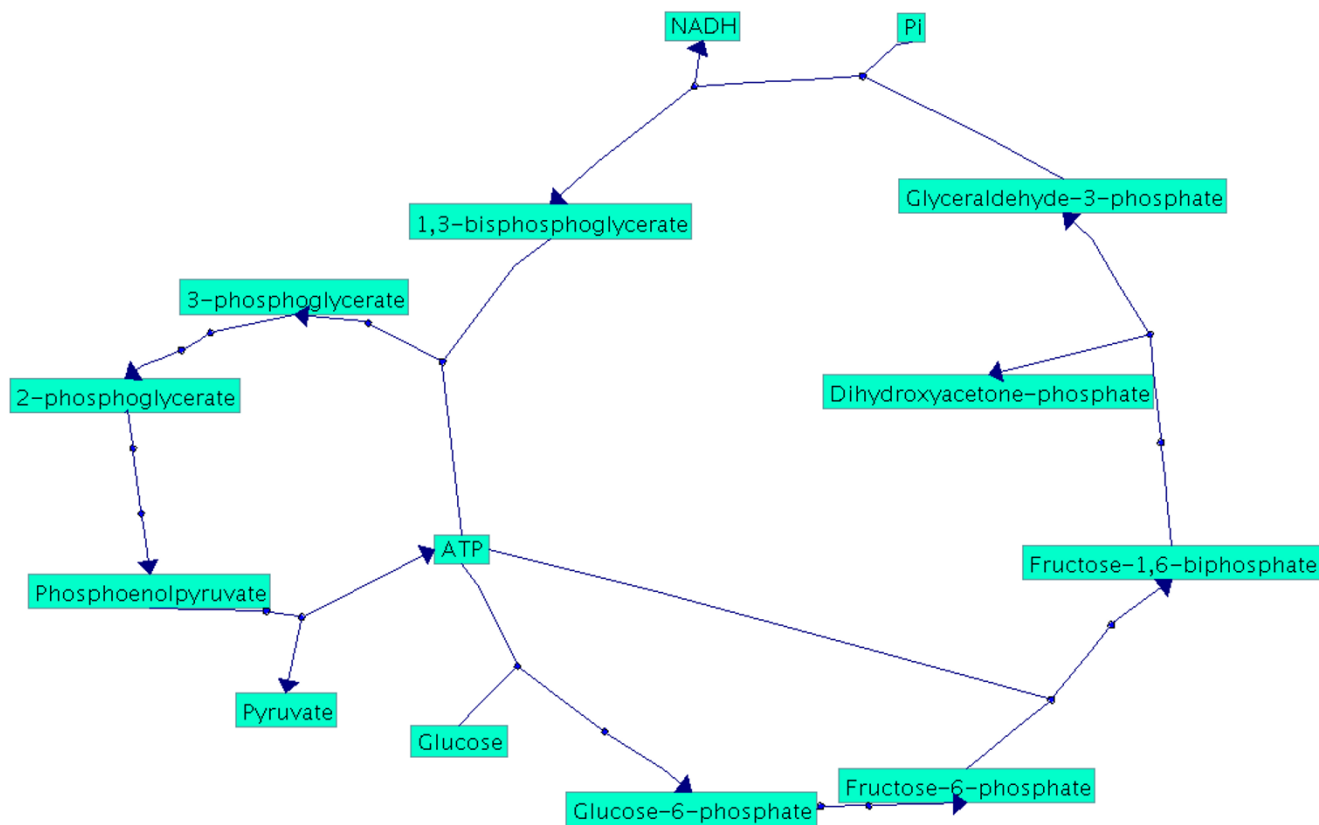 NADH
Pi
Glyceraldehyde-3-phosphate
1,3-bisphosphoglycerate
3-phosphoglycerate
2-phosphoglycerate
Dihydroxyacetone-phosphate
ATP
Fructose-1,6-biphosphate
Phosphoenolpyruvate
Pyruvate
Glucose
Fructose-6-phosphate
Glucose-6-phosphate